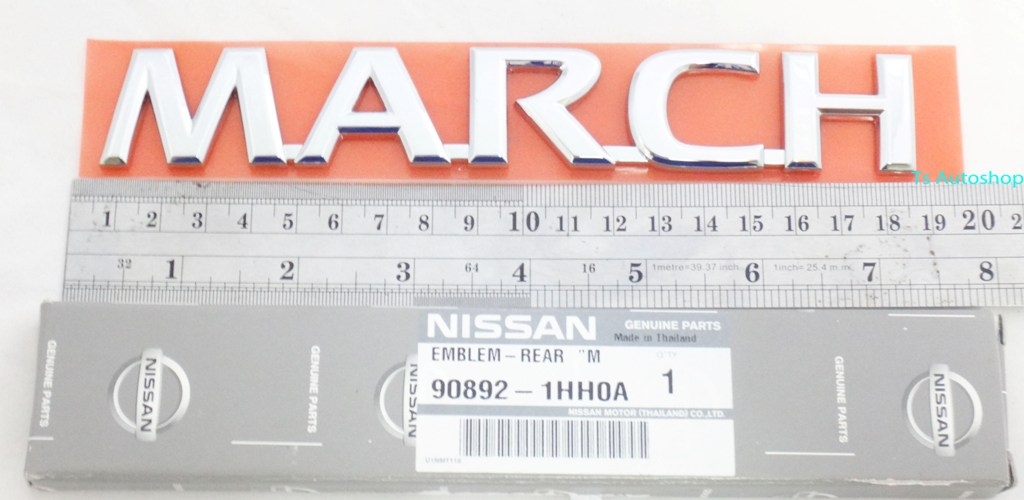 MARCH
Ts Autoshop
1 2 3 4 5 6 7 8 9 10 11 12 13 14 15 16 17 18 19 20 2
32 1 2 3 64 4 16 5 1metre=39.37 inch. 6 1inch=25.4 m.m. 7 8
NISSAN GENUINE PARTS
Made in Thailand
EMBLEM-REAR "M Q'TY
90892-1HH0A 1
NISSAN MOTOR (THAILAND) CO.,LTD.
GENUINE PARTS
NISSAN
GENUINE PARTS
NISSAN
GENUINE PARTS
NISSAN